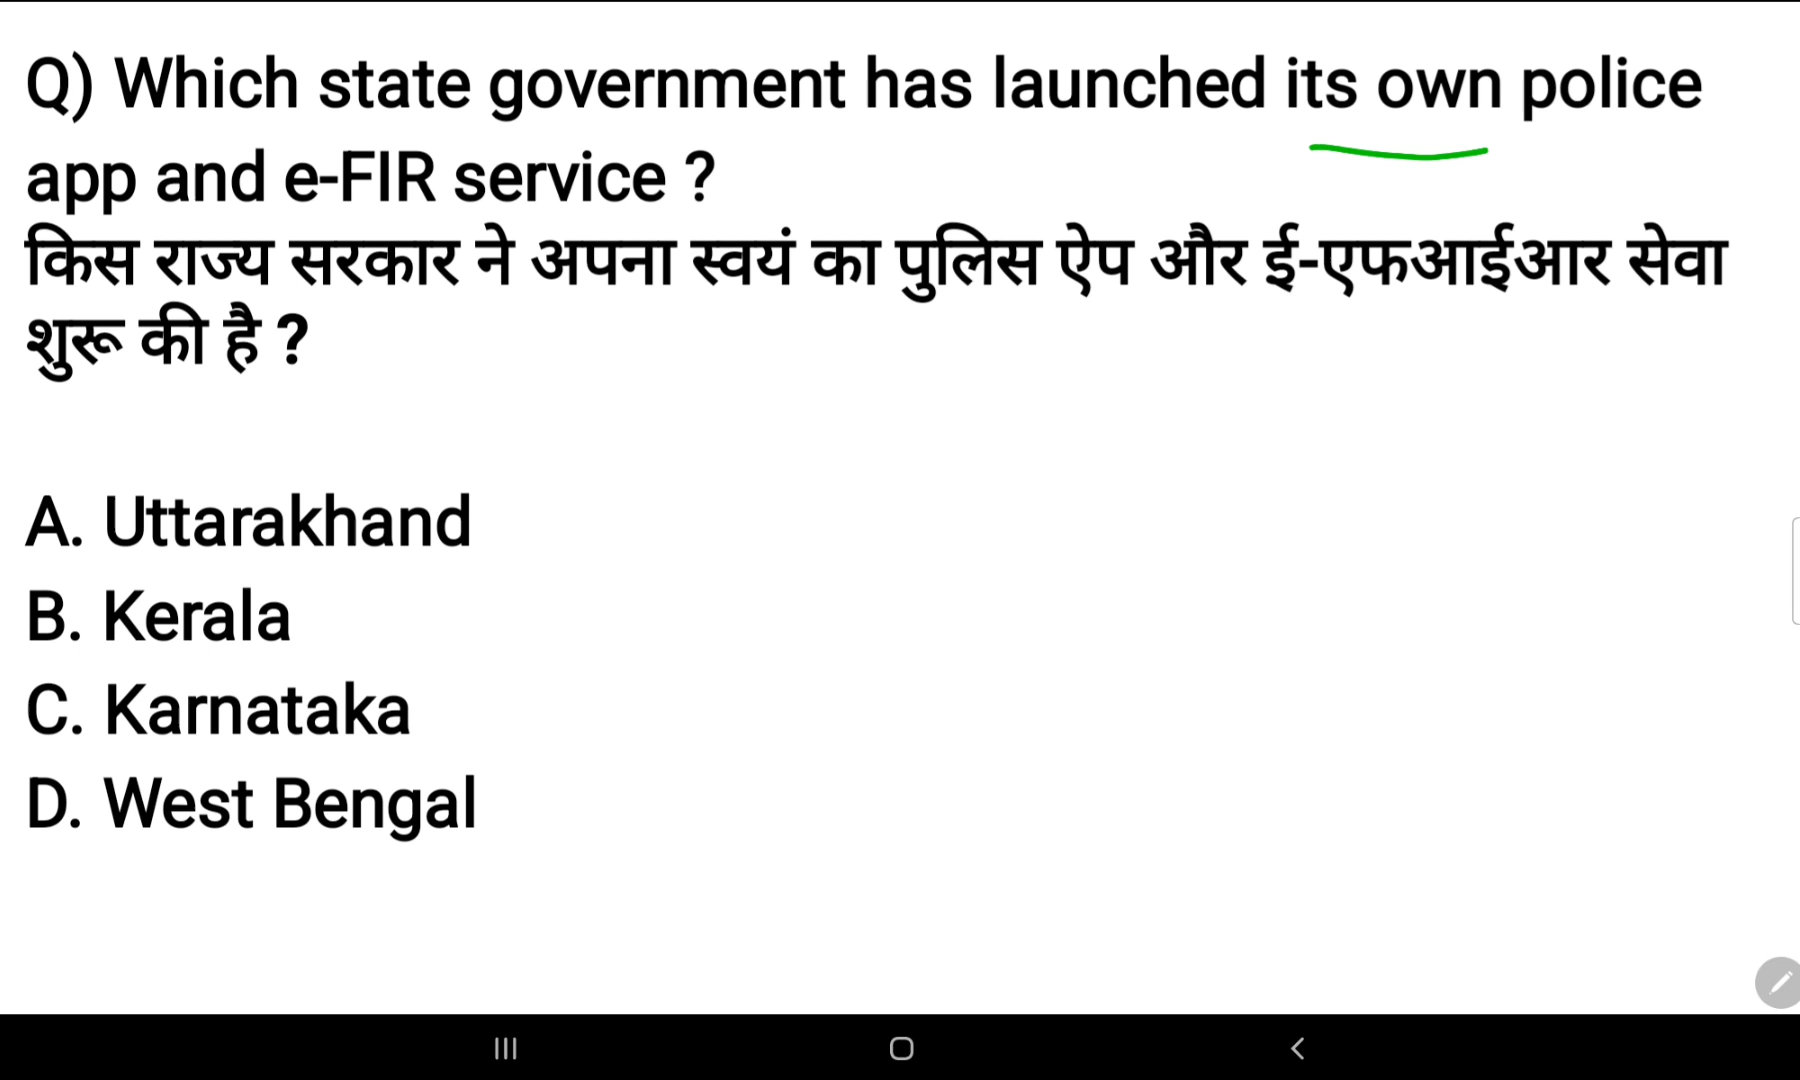 Q) Which state government has launched its own police
app and e-FIR service ?
किस राज्य सरकार ने अपना स्वयं का पुलिस ऐप और ई-एफआईआर सेवा
शुरू की है ?
A. Uttarakhand
B. Kerala
C. Karnataka
D. West Bengal